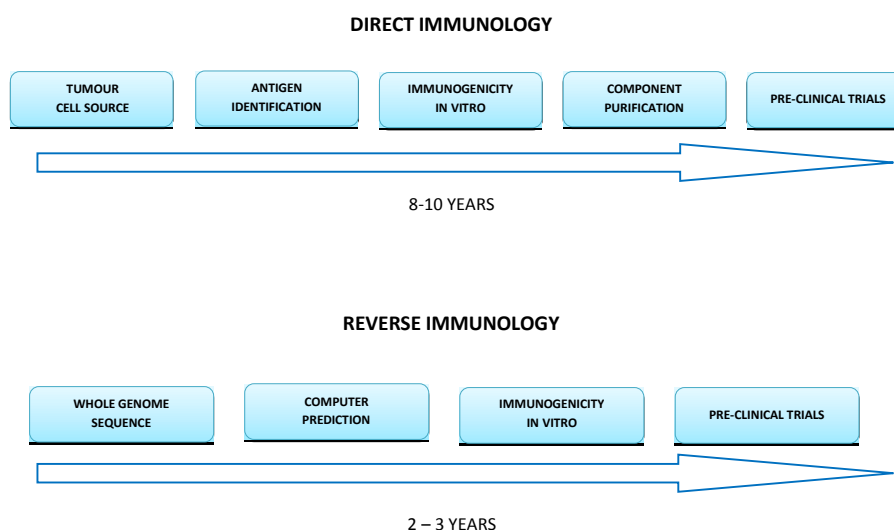 DIRECT IMMUNOLOGY
TUMOUR
CELL SOURCE
ANTIGEN
IDENTIFICATION
IMMUNOGENICITY
IN VITRO
COMPONENT
PURIFICATION
PRE-CLINICAL TRIALS
8-10 YEARS
REVERSE IMMUNOLOGY
WHOLE GENOME
SEQUENCE
COMPUTER
PREDICTION
IMMUNOGENICITY
IN VITRO
PRE-CLINICAL TRIALS
2 – 3 YEARS